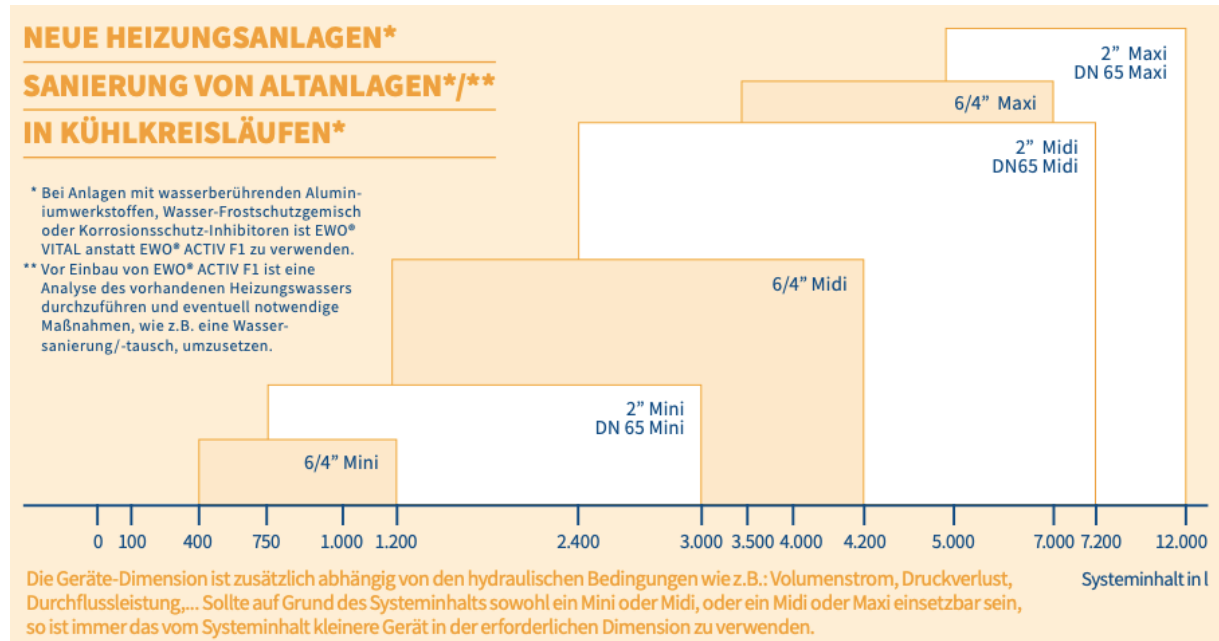 NEUE HEIZUNGSANLAGEN*
SANIERUNG VON ALTANLAGEN*/**
IN KÜHLKREISLÄUFEN*
* Bei Anlagen mit wasserberührenden Alumin-
iumwerkstoffen, Wasser-Frostschutzgemisch
oder Korrosionsschutz-Inhibitoren ist EWO®
VITAL anstatt EWO® ACTIV F1 zu verwenden.
** Vor Einbau von EWO® ACTIV F1 ist eine
Analyse des vorhandenen Heizungswassers
durchzuführen und eventuell notwendige
Maßnahmen, wie z.B. eine Wasser-
sanierung/-tausch, umzusetzen.
2” Maxi
DN 65 Maxi
6/4” Maxi
2” Midi
DN65 Midi
6/4” Midi
2” Mini
DN 65 Mini
6/4” Mini
0 100 400 750 1.000 1.200 2.400 3.000 3.500 4.000 4.200 5.000 7.000 7.200 12.000
Systeminhalt in l
Die Geräte-Dimension ist zusätzlich abhängig von den hydraulischen Bedingungen wie z.B.: Volumenstrom, Druckverlust,
Durchflussleistung,... Sollte auf Grund des Systeminhalts sowohl ein Mini oder Midi, oder ein Midi oder Maxi einsetzbar sein,
so ist immer das vom Systeminhalt kleinere Gerät in der erforderlichen Dimension zu verwenden.